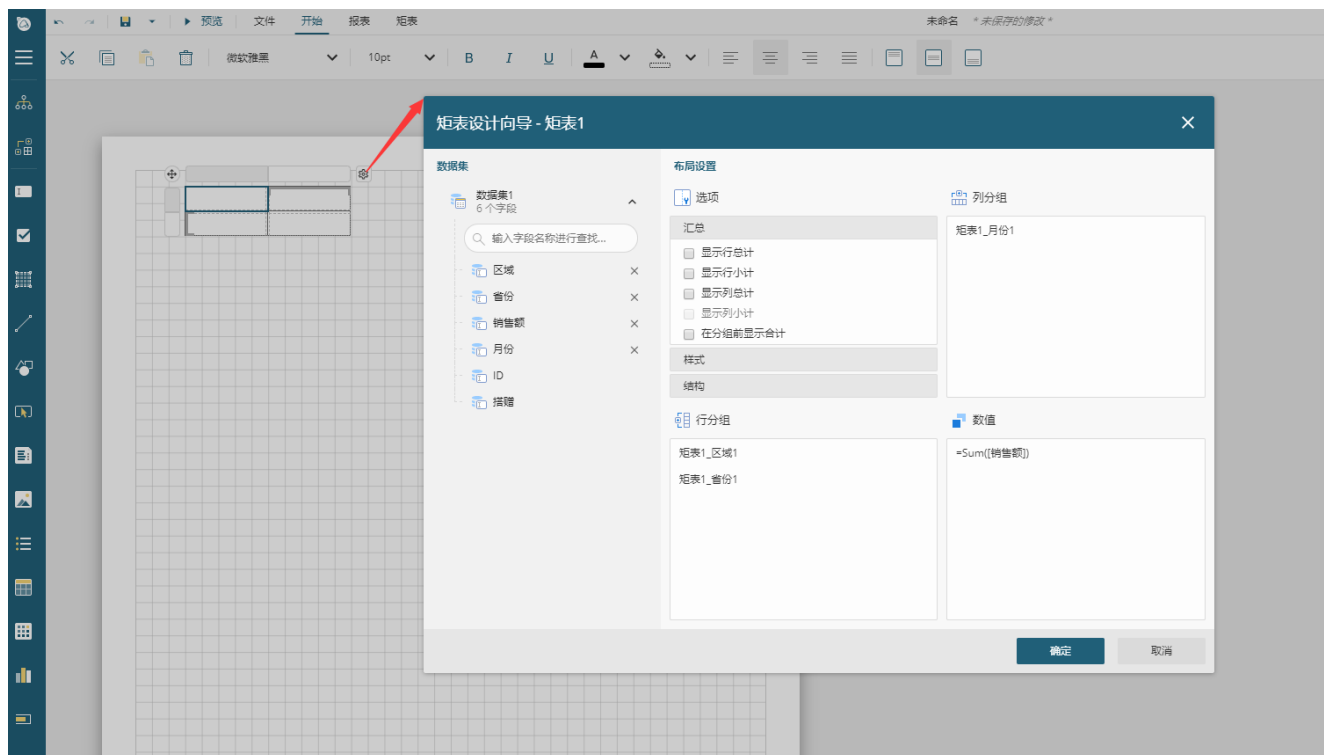 预览 文件 开始 报表 矩表 未命名 *未保存的修改*
微软雅黑 10pt B I U A
矩表设计向导 - 矩表1
数据集
数据集1
6 个字段
输入字段名称进行查找...
区域
省份
销售额
月份
ID
搭赠
布局设置
选项
汇总
显示行总计
显示行小计
显示列总计
显示列小计
在分组前显示合计
样式
结构
列分组
矩表1_月份1
行分组
矩表1_区域1
矩表1_省份1
数值
=Sum([销售额])
确定 取消